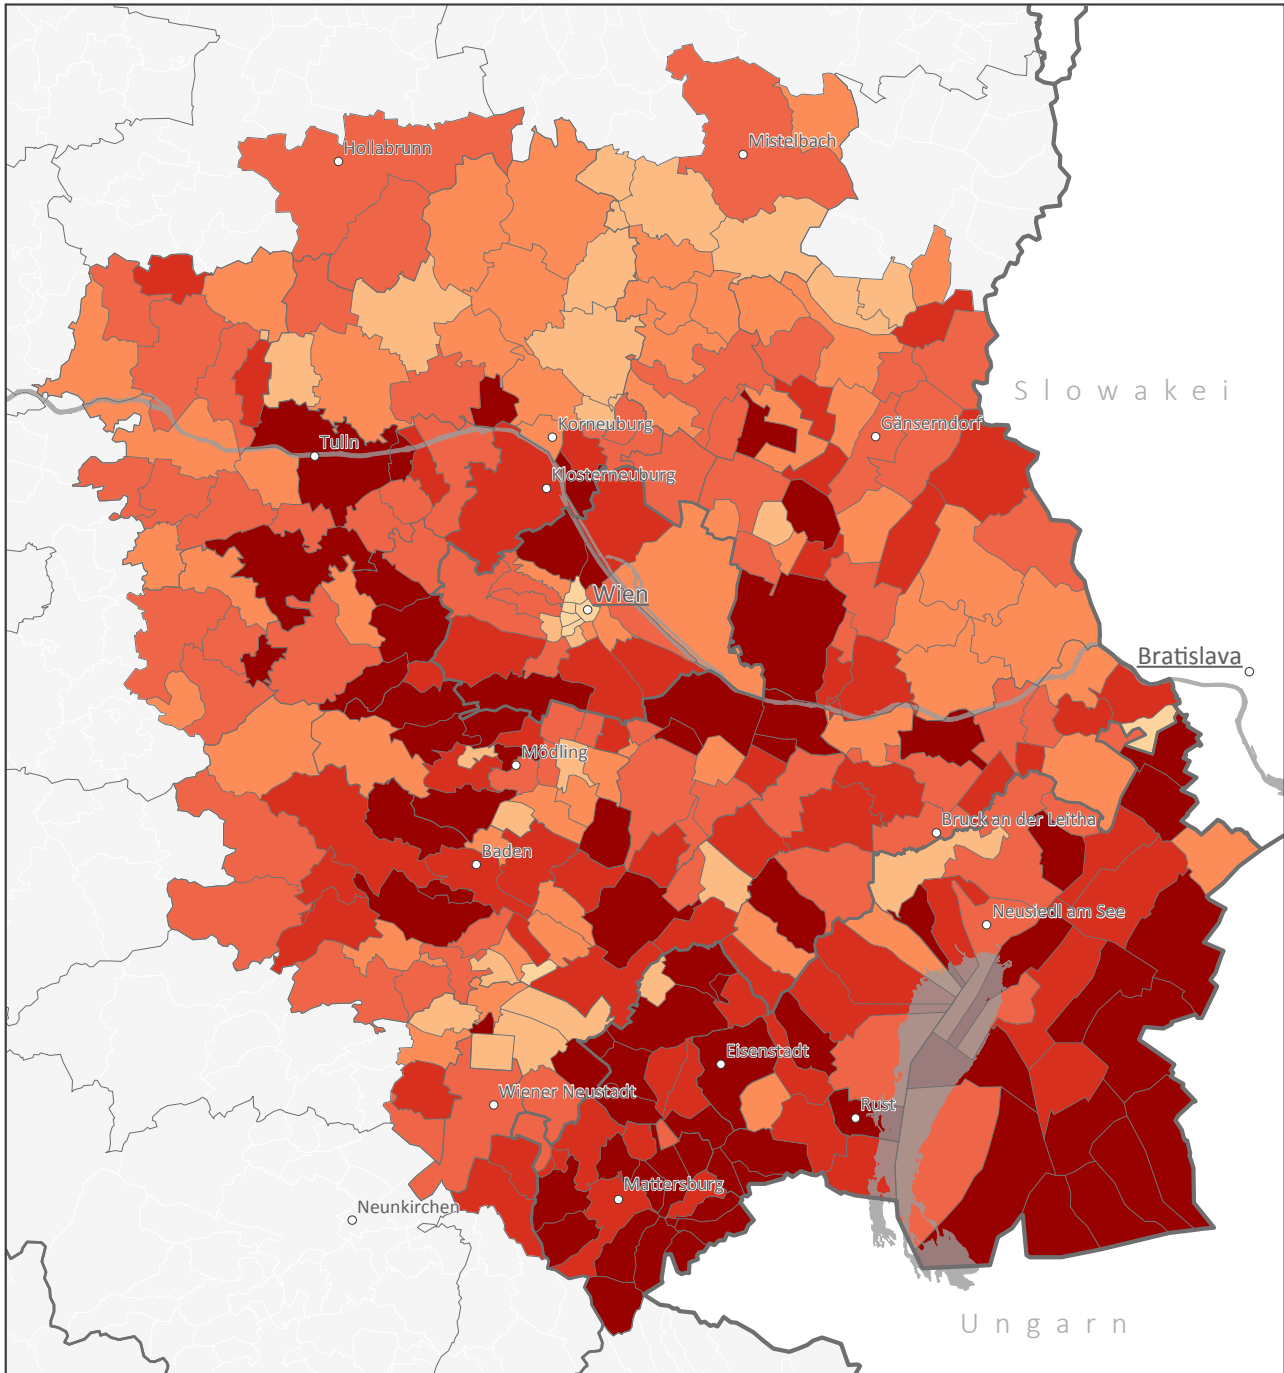 Hollabrunn
Mistelbach
Slowakei
Korneuburg
Gänserndorf
Tulln
Klosterneuburg
Wien
Bratislava
Mödling
Bruck an der Leitha
Baden
Neusiedl am See
Eisenstadt
Wiener Neustadt
Rust
Mattersburg
Neunkirchen
Ungarn